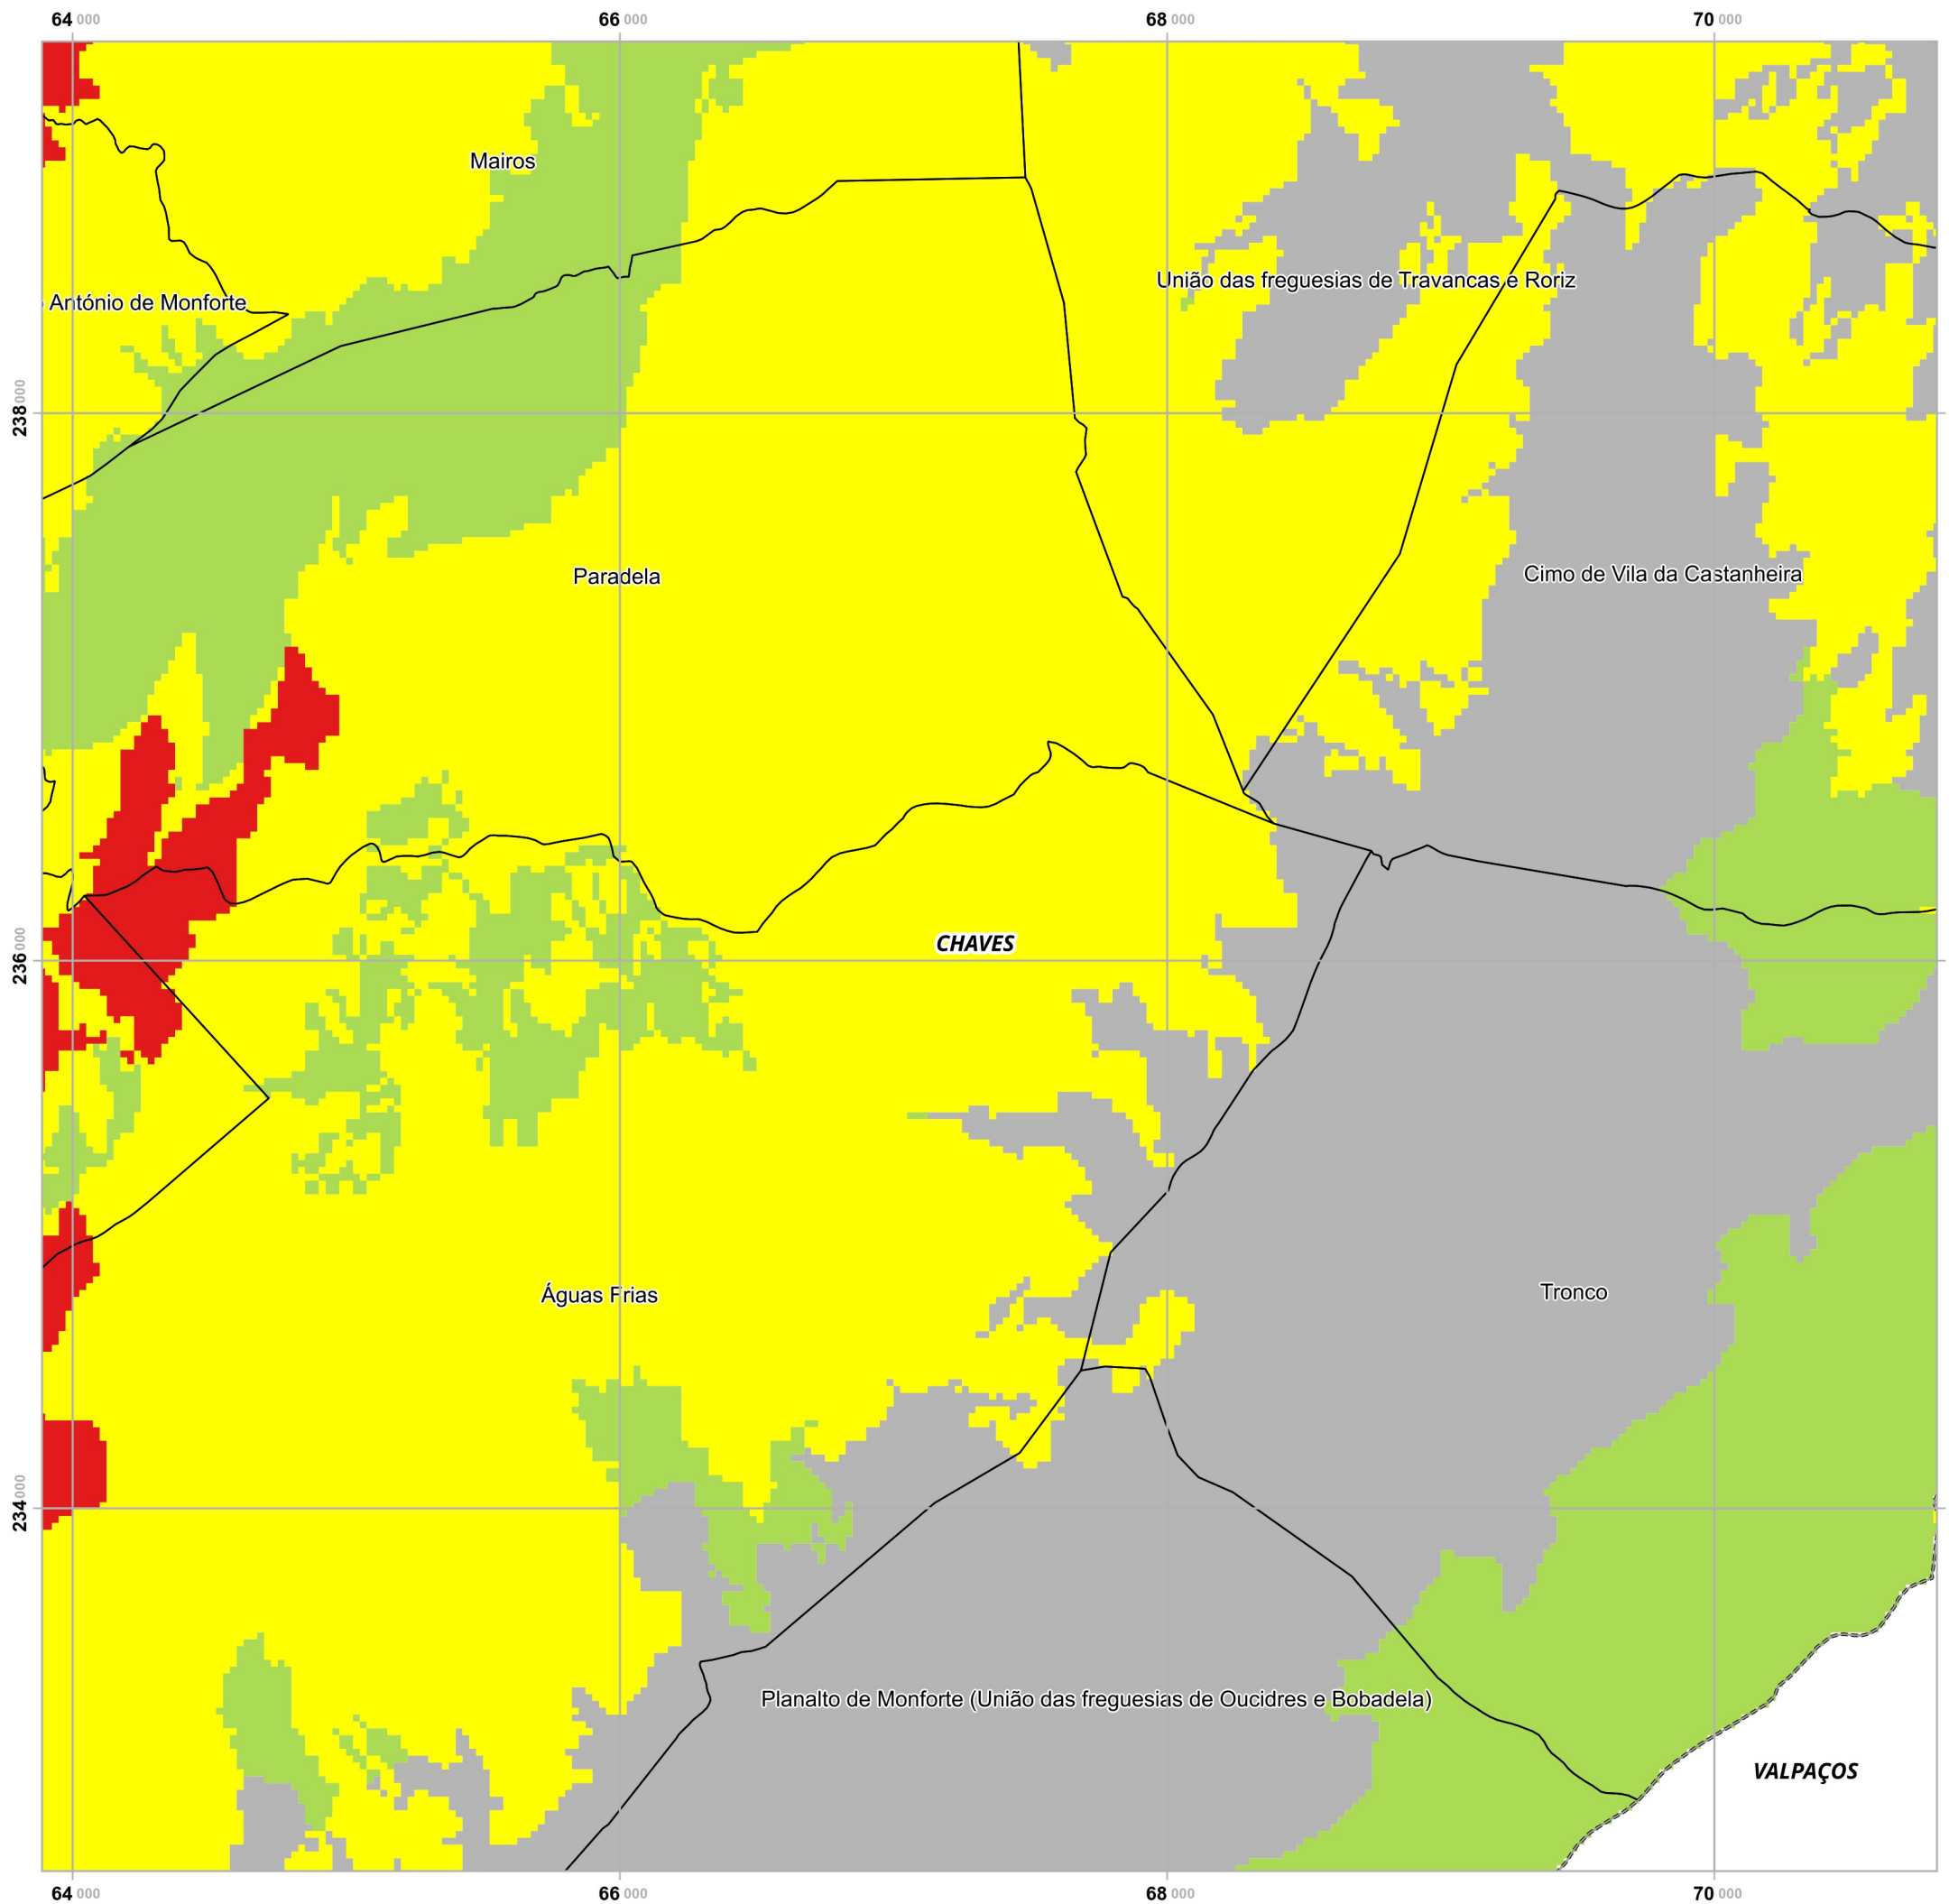 64 000 66 000 68 000 70 000
Mairos
União das freguesias de Travancas e Roriz
António de Monforte
238 000
Cimo de Vila da Castanheira
Paradela
CHAVES
236 000
Tronco
Águas Frias
234 000
Planalto de Monforte (União das freguesias de Oucidres e Bobadela)
VALPAÇOS
64 000 66 000 68 000 70 000